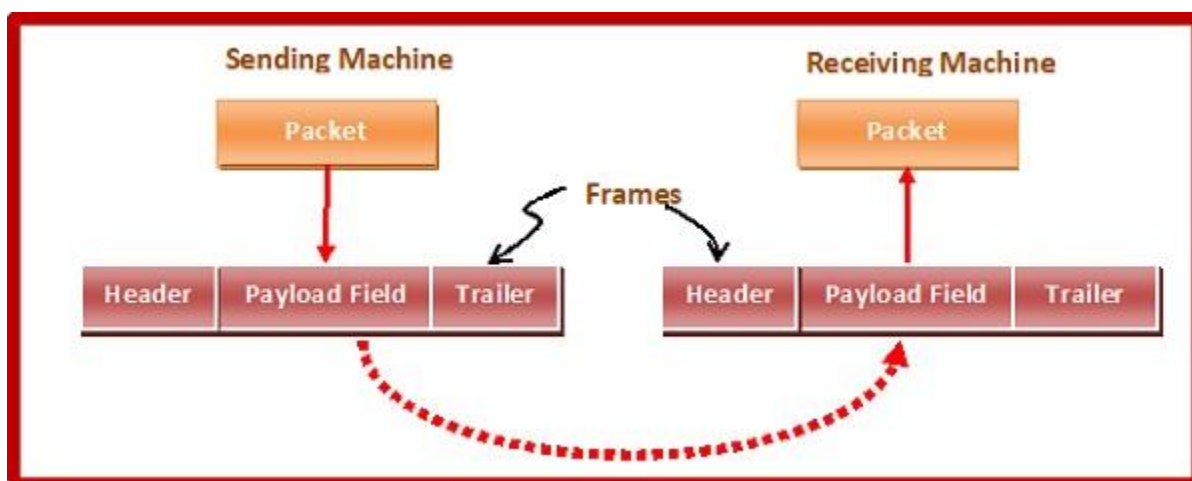 Sending Machine
Receiving Machine
Packet
Packet
Frames
Header Payload Field Trailer
Header Payload Field Trailer